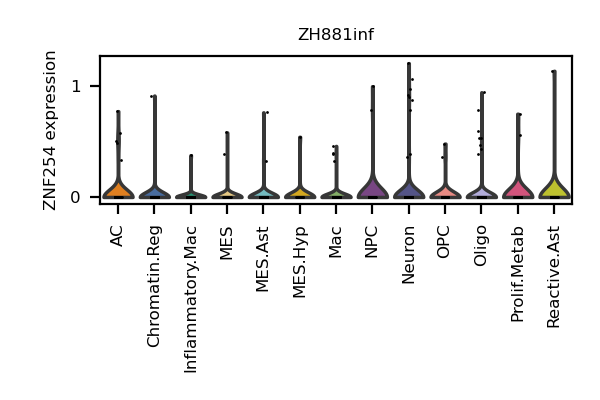 ZH881inf
ZNF254 expression
1
0
AC
Chromatin.Reg
Inflammatory.Mac
MES
MES.Ast
MES.Hyp
Mac
NPC
Neuron
OPC
Oligo
Prolif.Metab
Reactive.Ast